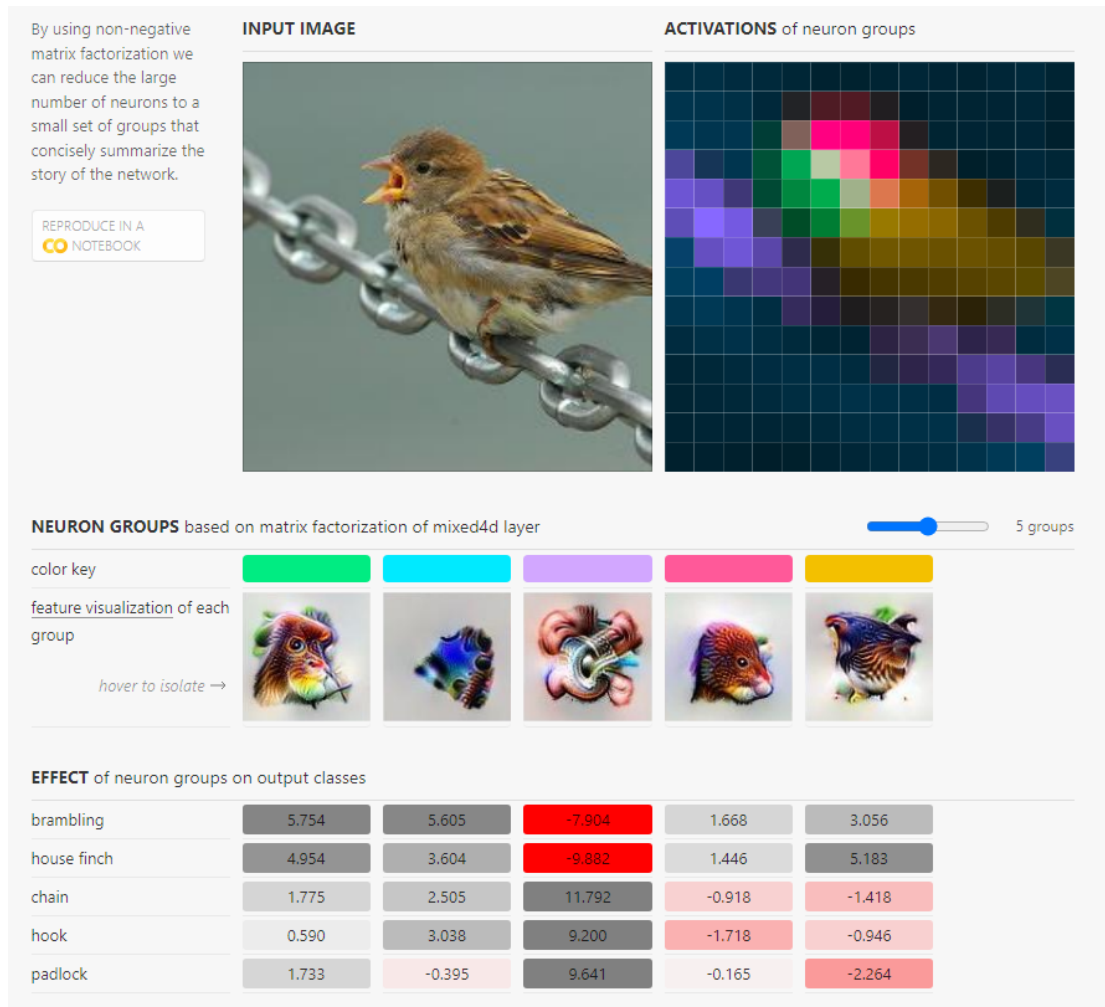 By using non-negative
matrix factorization we
can reduce the large
number of neurons to a
small set of groups that
concisely summarize the
story of the network.
REPRODUCE IN A
CO NOTEBOOK
INPUT IMAGE
ACTIVATIONS of neuron groups
NEURON GROUPS based on matrix factorization of mixed4d layer
5 groups
color key
feature visualization of each
group
hover to isolate →
EFFECT of neuron groups on output classes
brambling 5.754 5.605 -7.904 1.668 3.056
house finch 4.954 3.604 -9.882 1.446 5.183
chain 1.775 2.505 11.792 -0.918 -1.418
hook 0.590 3.038 9.200 -1.718 -0.946
padlock 1.733 -0.395 9.641 -0.165 -2.264